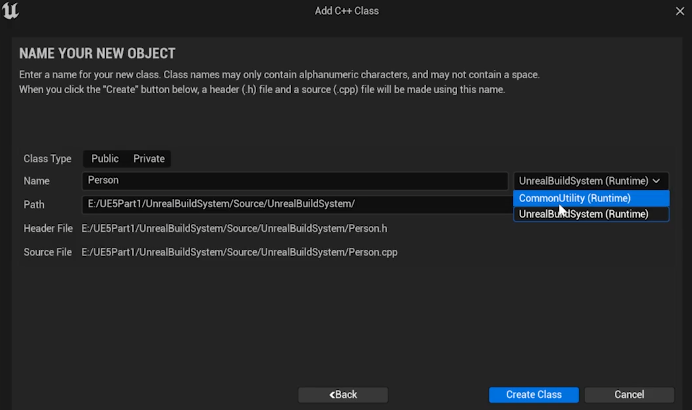 Add C++ Class
NAME YOUR NEW OBJECT
Enter a name for your new class. Class names may only contain alphanumeric characters, and may not contain a space.
When you click the "Create" button below, a header (.h) file and a source (.cpp) file will be made using this name.
Class Type Public Private
Name Person UnrealBuildSystem (Runtime)
Path E:/UE5Part1/UnrealBuildSystem/Source/UnrealBuildSystem/ CommonUtility (Runtime)
UnrealBuildSystem (Runtime)
Header File E:/UE5Part1/UnrealBuildSystem/Source/UnrealBuildSystem/Person.h
Source File E:/UE5Part1/UnrealBuildSystem/Source/UnrealBuildSystem/Person.cpp
Back Create Class Cancel